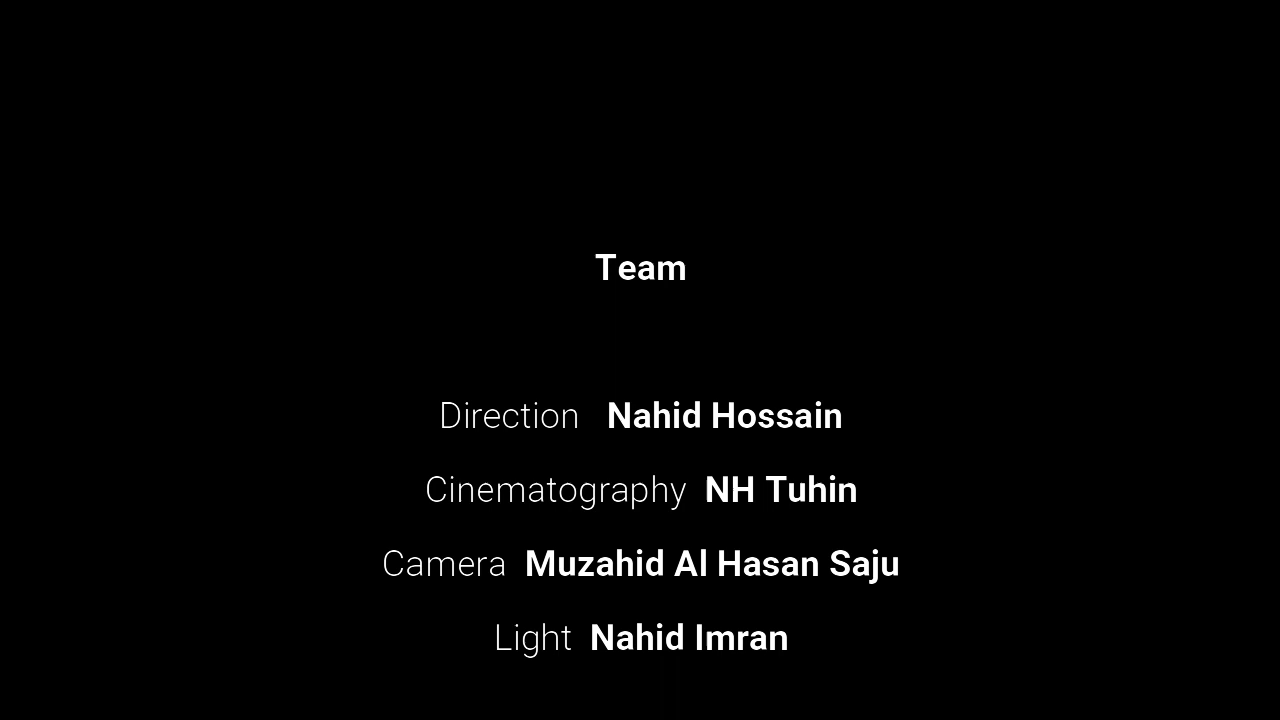 Team
Direction Nahid Hossain
Cinematography NH Tuhin
Camera Muzahid Al Hasan Saju
Light Nahid Imran